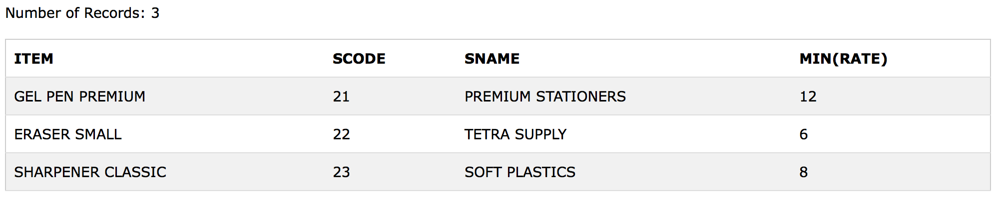 Number of Records: 3
ITEM SCODE SNAME MIN(RATE)
GEL PEN PREMIUM 21 PREMIUM STATIONERS 12
ERASER SMALL 22 TETRA SUPPLY 6
SHARPENER CLASSIC 23 SOFT PLASTICS 8